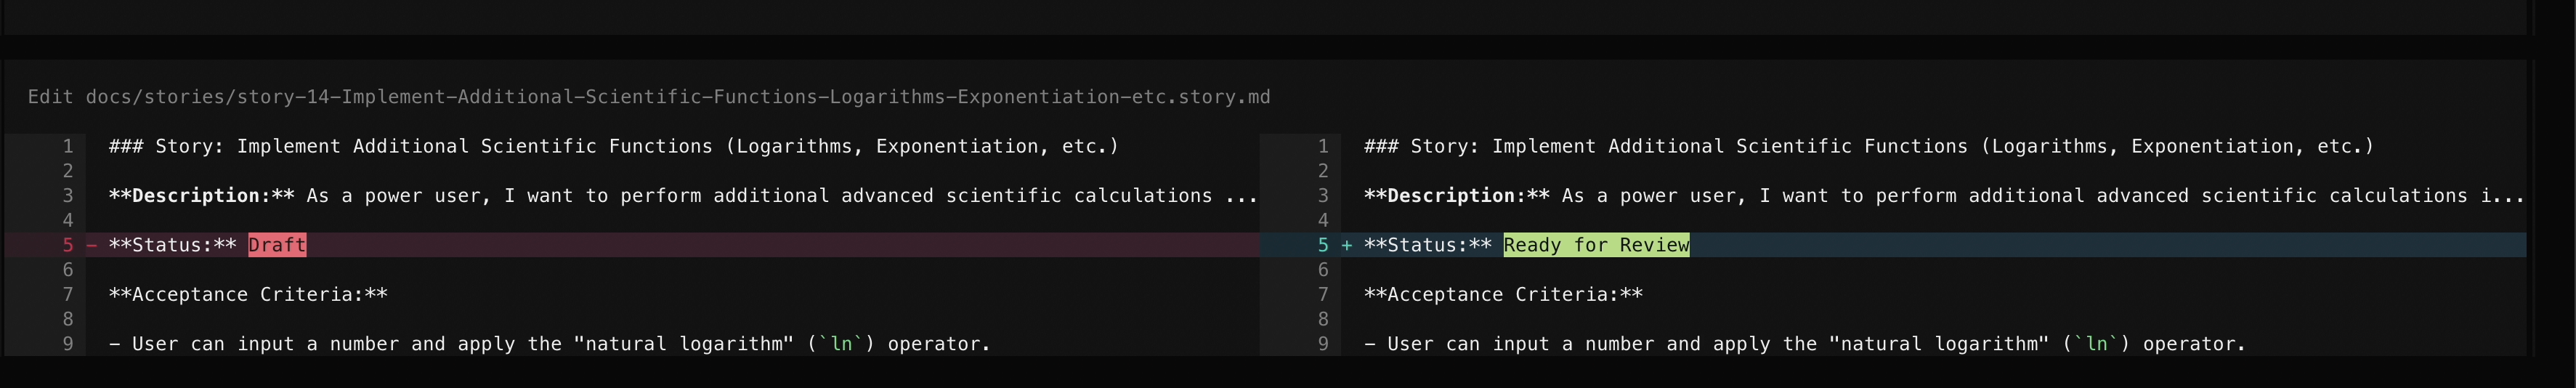 Edit docs/stories/story-14-Implement-Additional-Scientific-Functions-Logarithms-Exponentiation-etc.story.md
1 ### Story: Implement Additional Scientific Functions (Logarithms, Exponentiation, etc.)
2
3 **Description:** As a power user, I want to perform additional advanced scientific calculations ...
4
5 - **Status:** Draft
6
7 **Acceptance Criteria:**
8
9 - User can input a number and apply the "natural logarithm" (`ln`) operator.
1 ### Story: Implement Additional Scientific Functions (Logarithms, Exponentiation, etc.)
2
3 **Description:** As a power user, I want to perform additional advanced scientific calculations i...
4
5 + **Status:** Ready for Review
6
7 **Acceptance Criteria:**
8
9 - User can input a number and apply the "natural logarithm" (`ln`) operator.